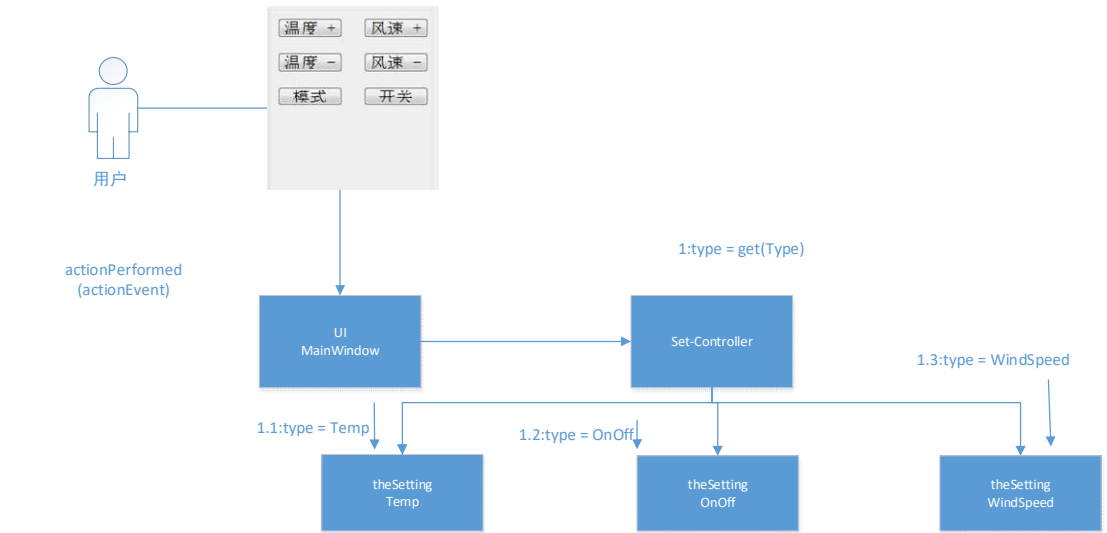 温度 + 风速 +
温度 - 风速 -
模式 开关
用户
1:type = get(Type)
actionPerformed
(actionEvent)
UI
MainWindow
Set-Controller
1.3:type = WindSpeed
1.1:type = Temp
1.2:type = OnOff
theSetting
Temp
theSetting
OnOff
theSetting
WindSpeed